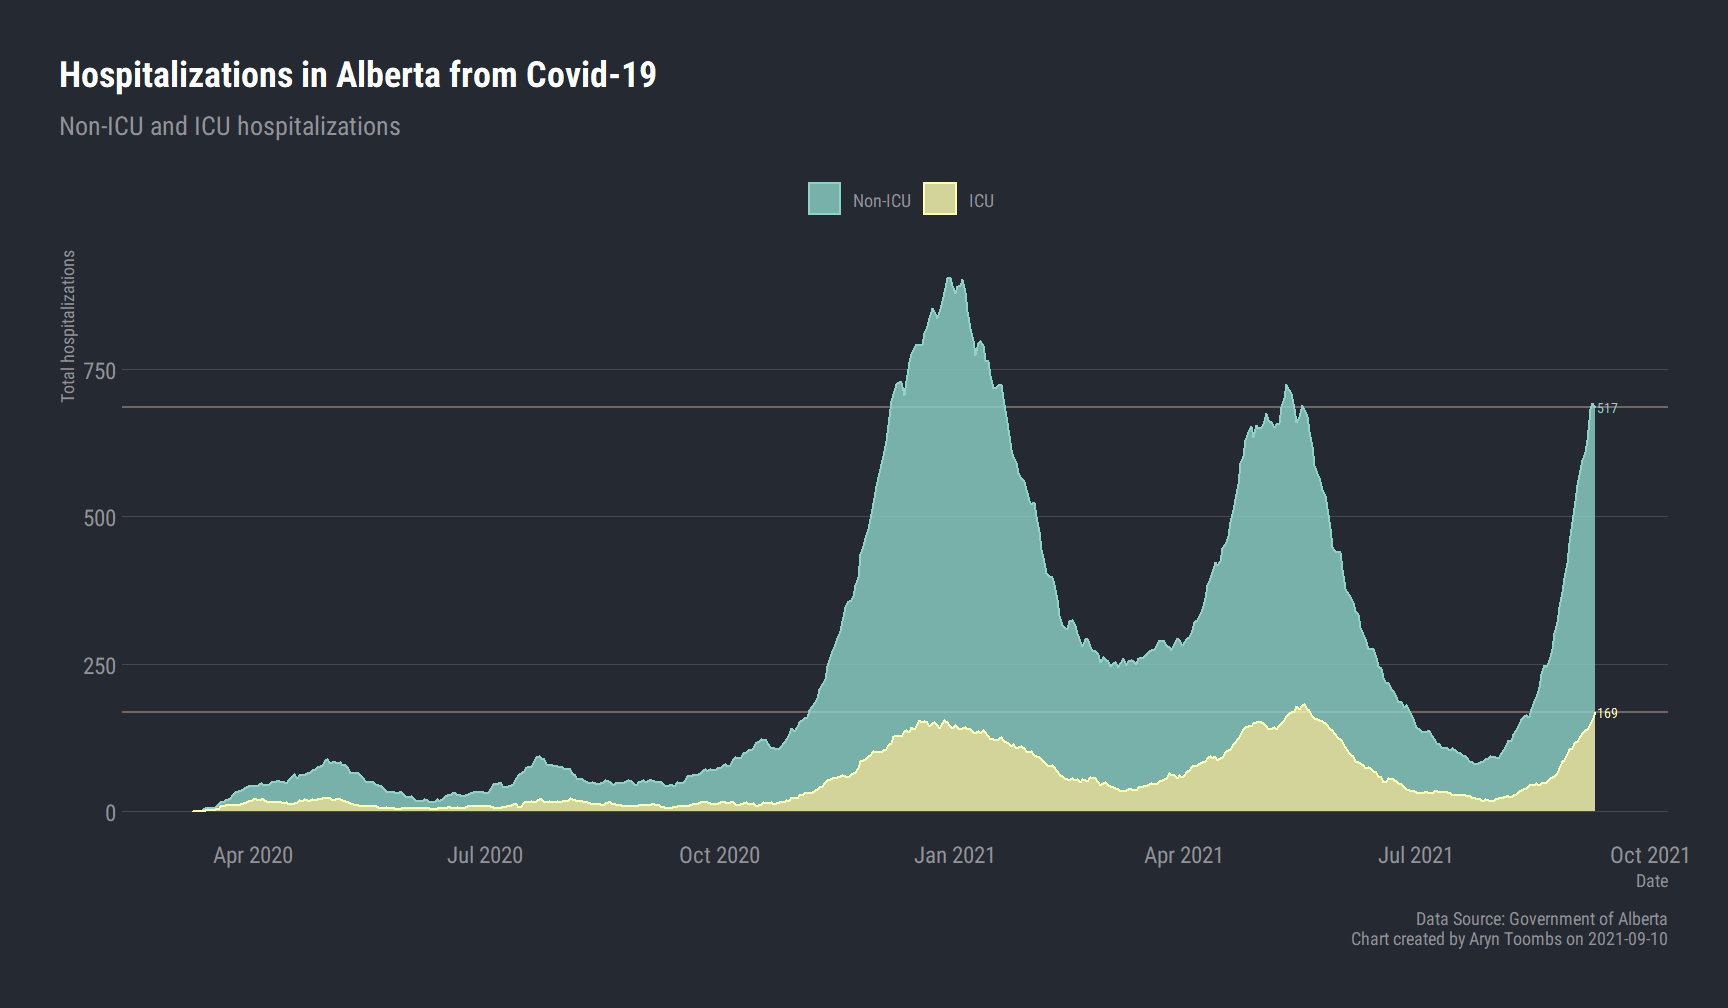 Hospitalizations in Alberta from Covid-19
Non-ICU and ICU hospitalizations
Non-ICU
ICU
Total hospitalizations
750
517
500
250
169
0
Apr 2020
Jul 2020
Oct 2020
Jan 2021
Apr 2021
Jul 2021
Oct 2021
Date
Data Source: Government of Alberta
Chart created by Aryn Toombs on 2021-09-10